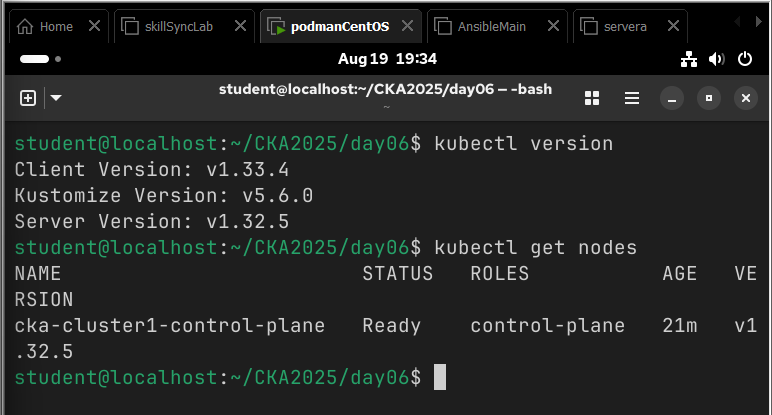 Home
skillSyncLab
podmanCentOS
AnsibleMain
servera
Aug 19 19:34
student@localhost:~/CKA2025/day06 — -bash
~
student@localhost:~/CKA2025/day06$ kubectl version
Client Version: v1.33.4
Kustomize Version: v5.6.0
Server Version: v1.32.5
student@localhost:~/CKA2025/day06$ kubectl get nodes
NAME                         STATUS   ROLES           AGE   VE
RSION
cka-cluster1-control-plane   Ready    control-plane   21m   v1
.32.5
student@localhost:~/CKA2025/day06$